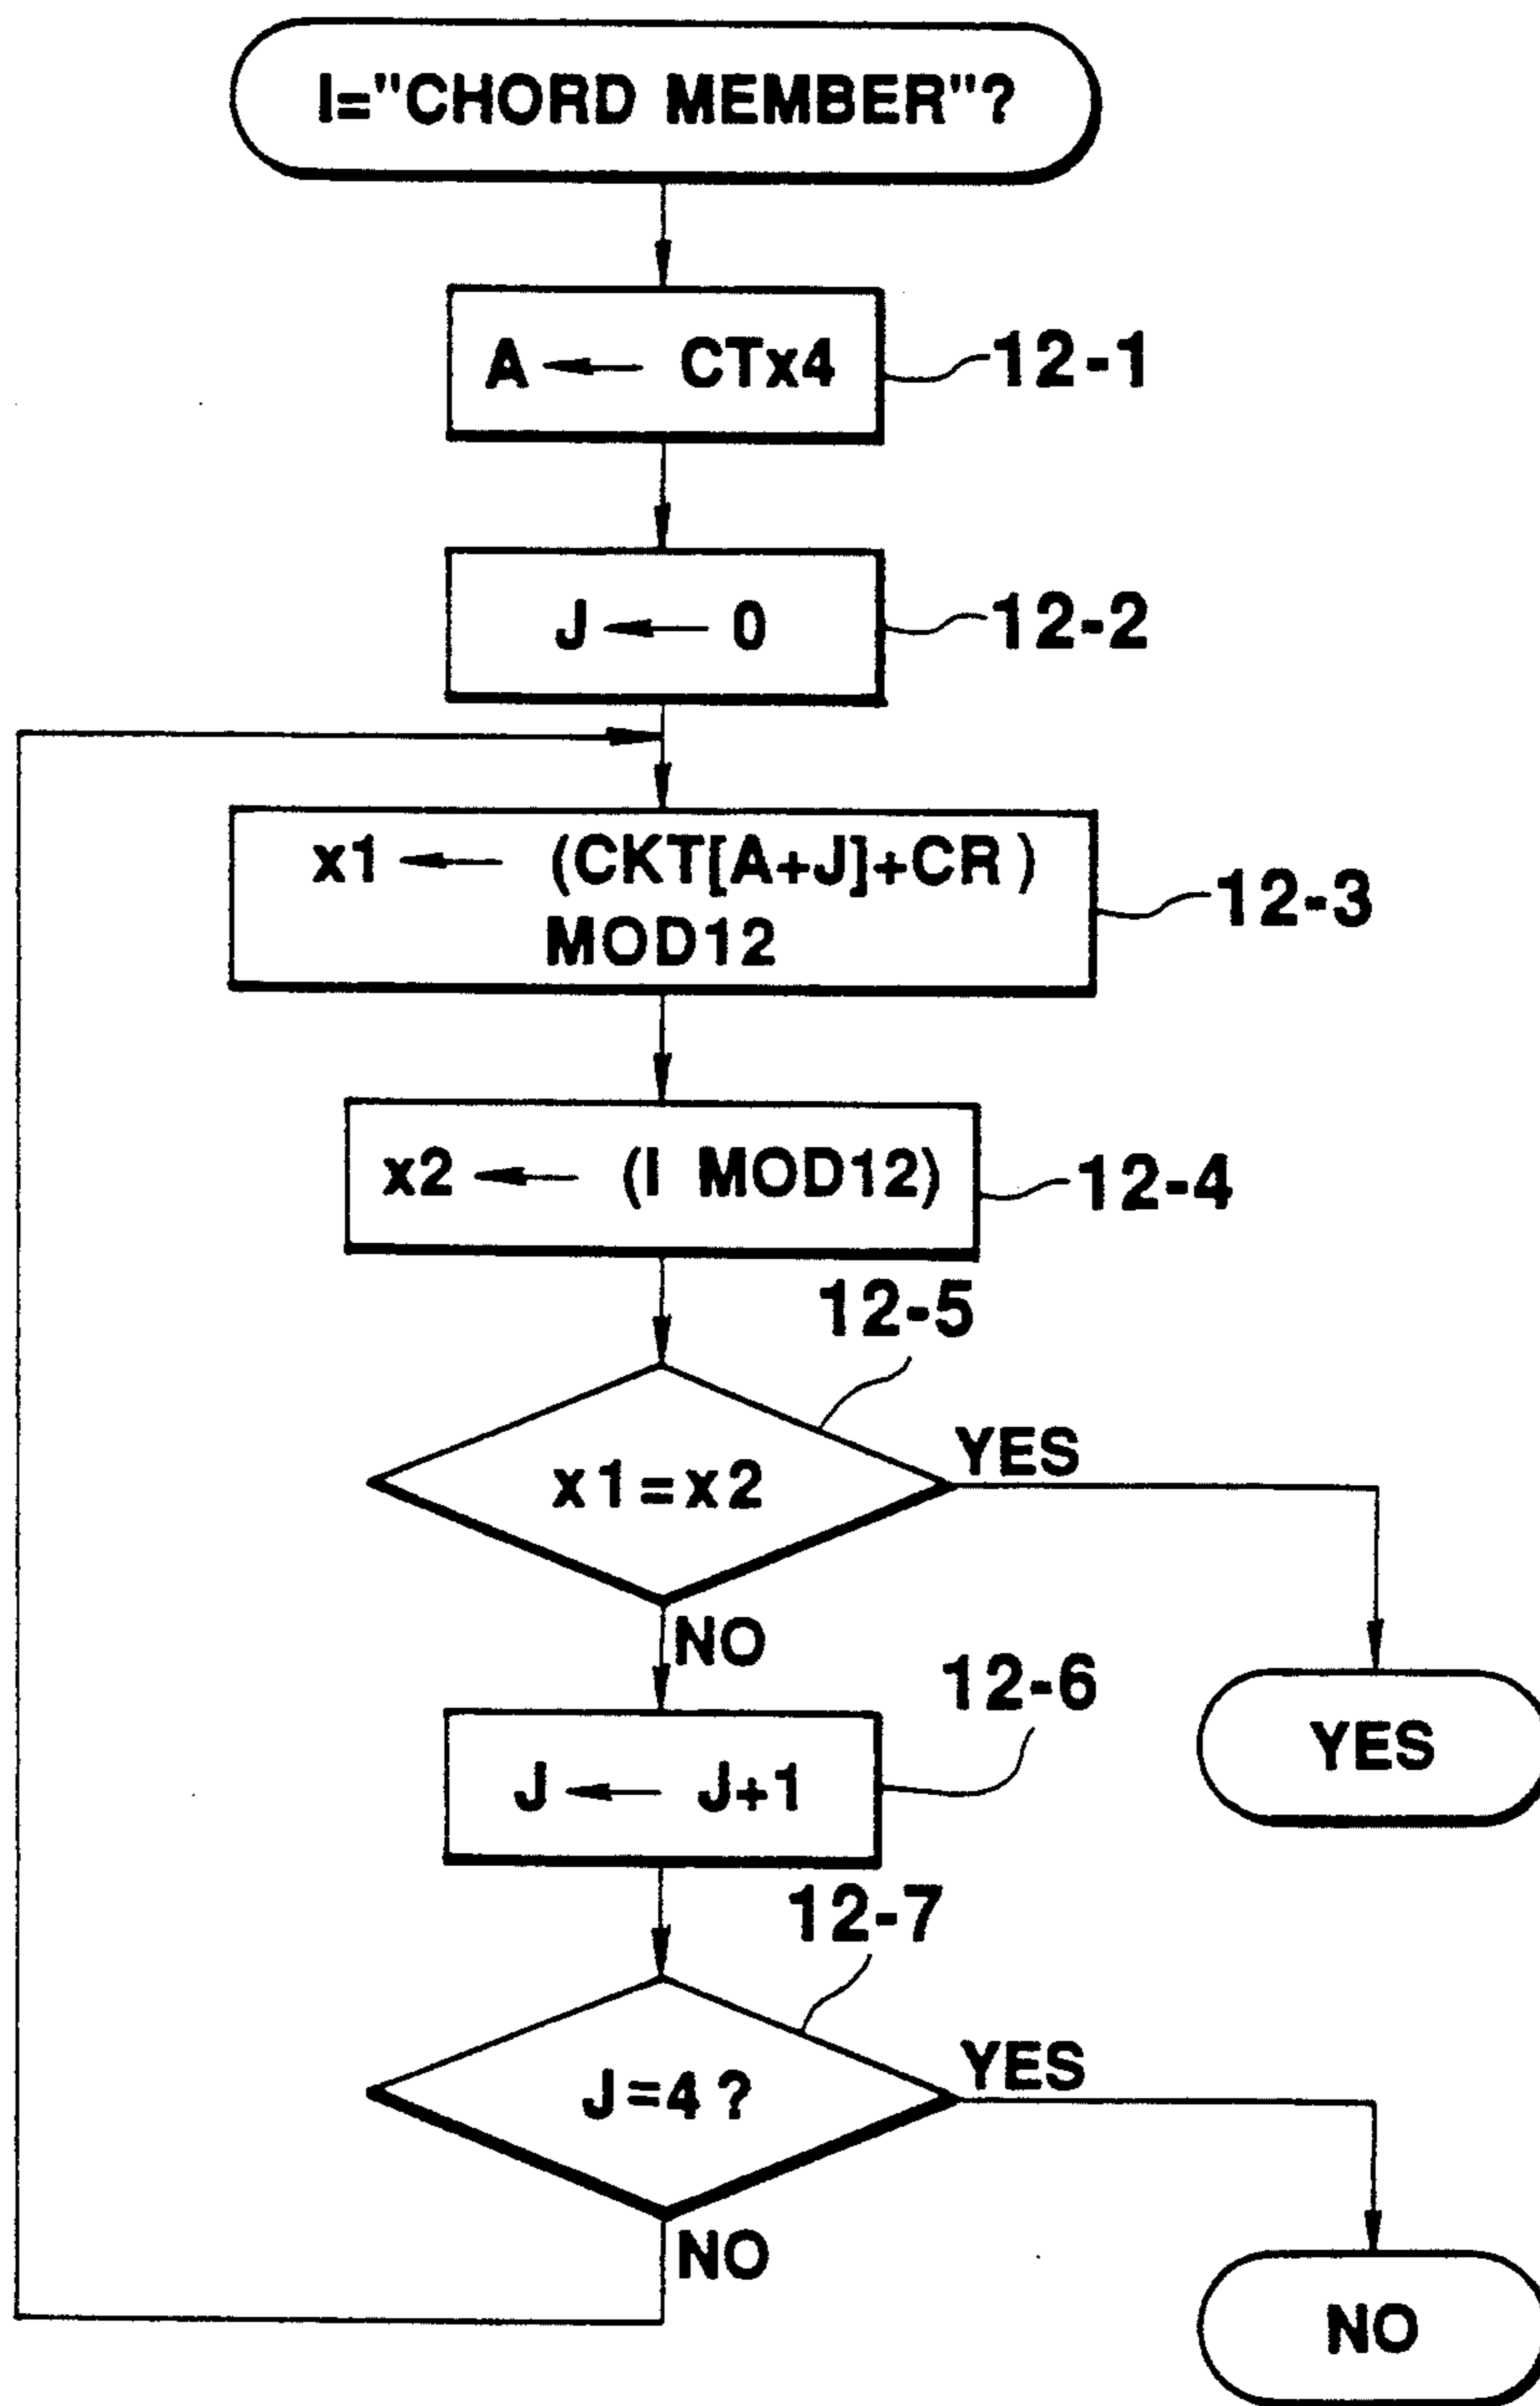 I="CHORD MEMBER"?
A ← CTx4
12-1
J ← 0
12-2
x1 ← (CKT[A+J]+CR)
MOD12
12-3
x2 ← (I MOD12)
12-4
12-5
x1=x2
YES
NO
12-6
J ← J+1
YES
12-7
J=4?
YES
NO
NO